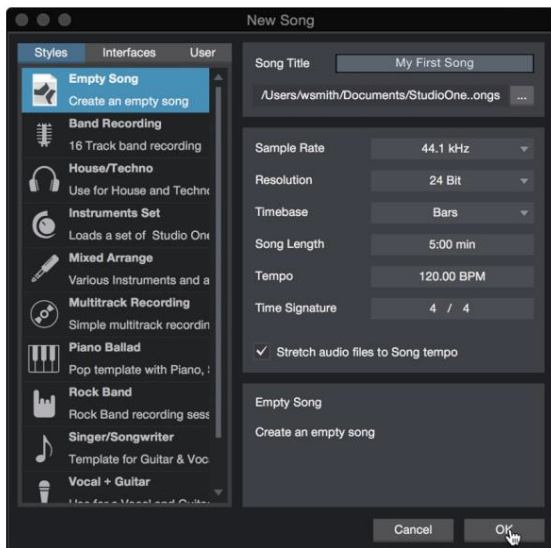 New Song
Styles Interfaces User
Empty Song
Create an empty song
Band Recording
16 Track band recording
House/Techno
Use for House and Techno
Instruments Set
Loads a set of Studio One
Mixed Arrange
Various Instruments and a
Multitrack Recording
Simple multitrack recordin
Piano Ballad
Pop template with Piano,
Rock Band
Rock Band recording sess
Singer/Songwriter
Template for Guitar & Voc
Vocal + Guitar
Song Title My First Song
/Users/wsmith/Documents/StudioOne..ongs ...
Sample Rate 44.1 kHz
Resolution 24 Bit
Timebase Bars
Song Length 5:00 min
Tempo 120.00 BPM
Time Signature 4 / 4
Stretch audio files to Song tempo
Empty Song
Create an empty song
Cancel OK